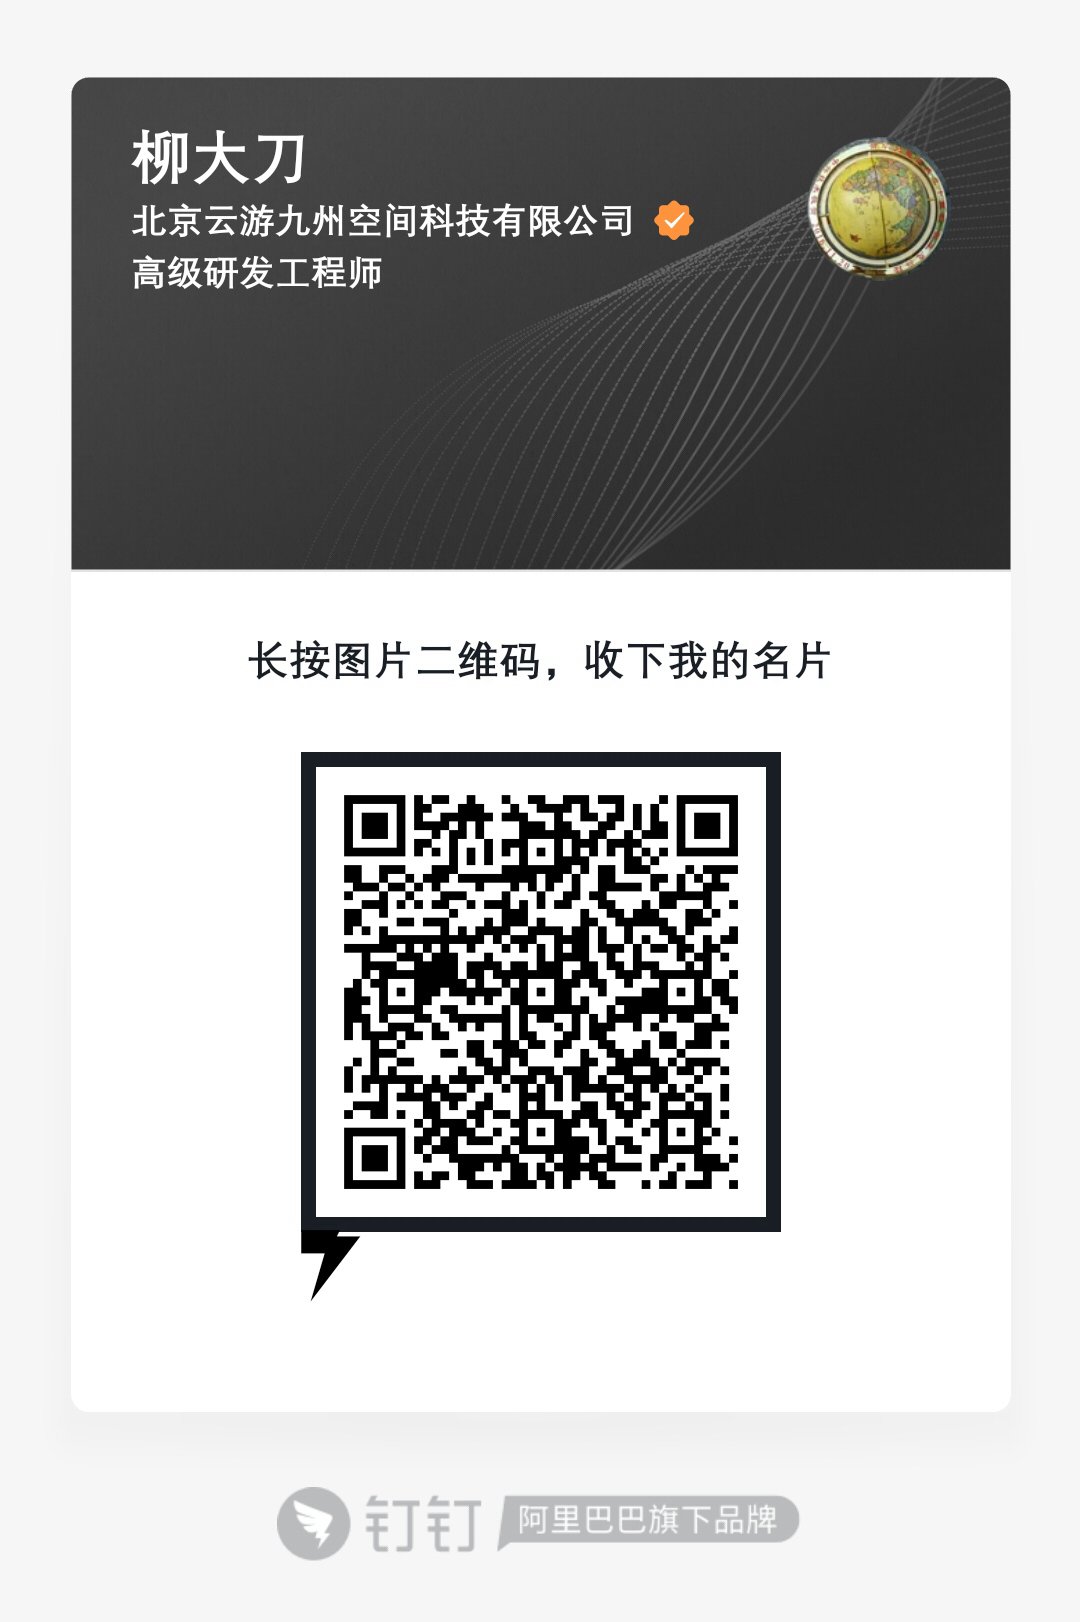 柳大刀
北京云游九州空间科技有限公司
高级研发工程师
长按图片二维码，收下我的名片
钉钉 阿里巴巴旗下品牌